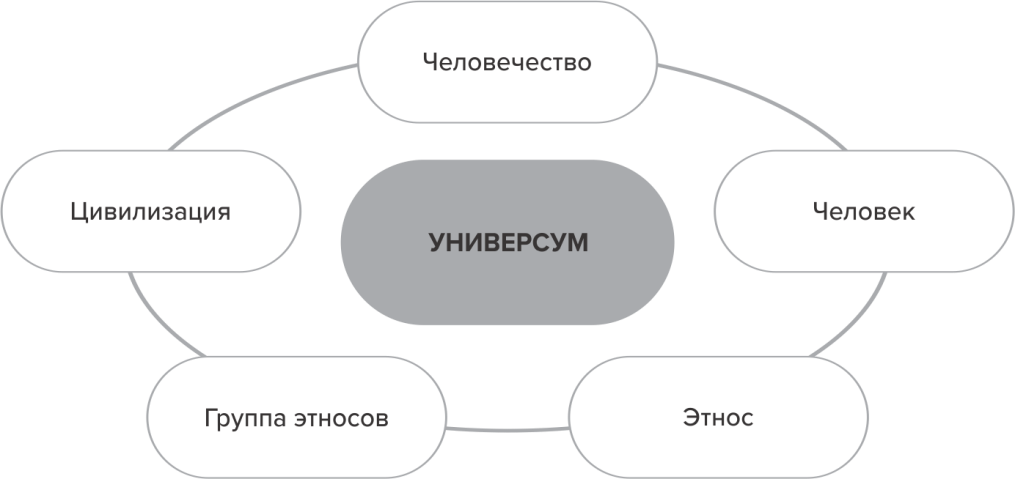 Человечество
Цивилизация
Человек
УНИВЕРСУМ
Группа этносов
Этнос